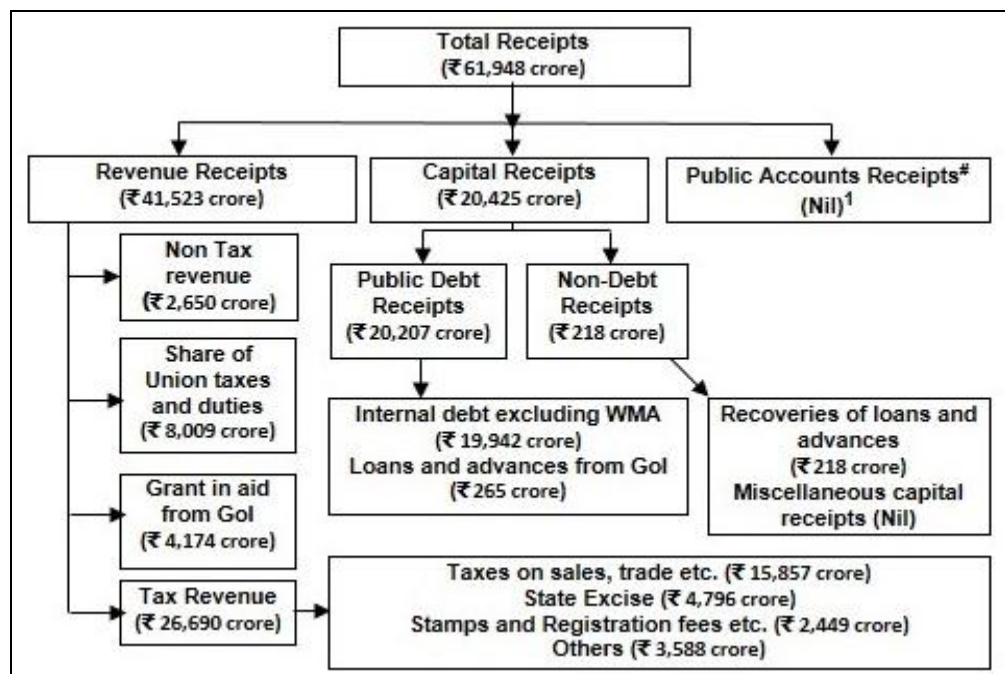 Total Receipts
(₹61,948 crore)
Revenue Receipts
(₹41,523 crore)
Capital Receipts
(₹20,425 crore)
Public Accounts Receipts#
(Nil)1
Non Tax
revenue
(₹2,650 crore)
Share of
Union taxes
and duties
(₹ 8,009 crore)
Grant in aid
from GoI
(₹ 4,174 crore)
Tax Revenue
(₹ 26,690 crore)
Public Debt
Receipts
(₹ 20,207 crore)
Non-Debt
Receipts
(₹218 crore)
Internal debt excluding WMA
(₹ 19,942 crore)
Loans and advances from GoI
(₹ 265 crore)
Recoveries of loans and
advances
(₹ 218 crore)
Miscellaneous capital
receipts (Nil)
Taxes on sales, trade etc. (₹ 15,857 crore)
State Excise (₹ 4,796 crore)
Stamps and Registration fees etc. (₹ 2,449 crore)
Others (₹ 3,588 crore)